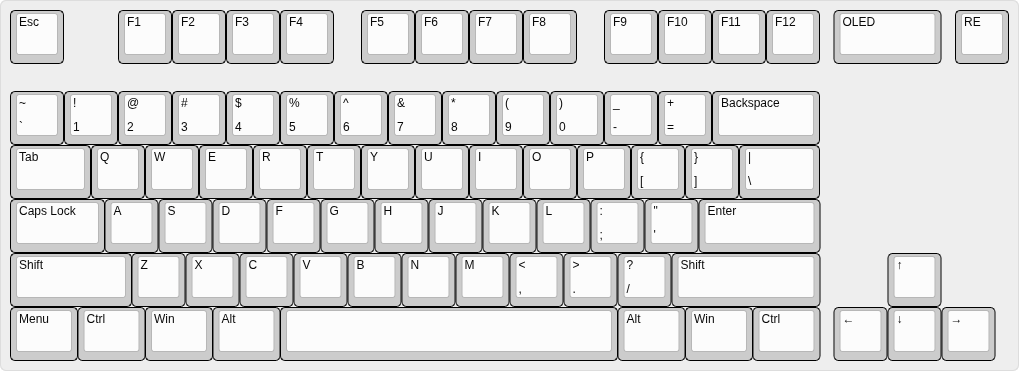 Esc F1 F2 F3 F4 F5 F6 F7 F8 F9 F10 F11 F12 OLED RE
~ ! @ # $ % ^ & * ( ) _ + Backspace
` 1 2 3 4 5 6 7 8 9 0 - =
Tab Q W E R T Y U I O P { } |
[ ] \
Caps Lock A S D F G H J K L : " Enter
; '
Shift Z X C V B N M < > ? Shift ↑
, . /
Menu Ctrl Win Alt Alt Win Ctrl ← ↓ →